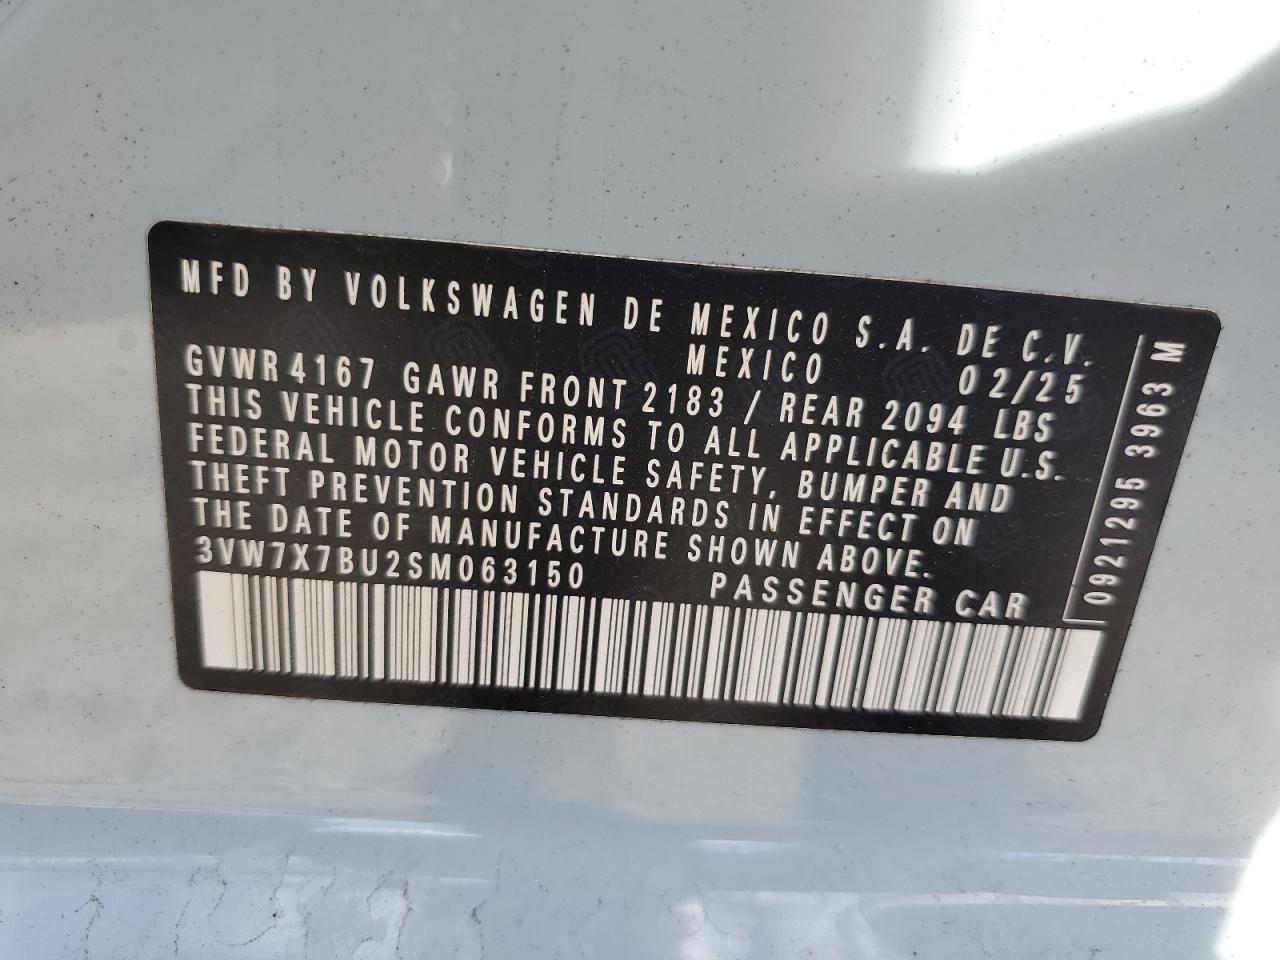 MFD BY VOLKSWAGEN DE MEXICO S.A. DE C.V.
MEXICO 02/25
GVWR 4167 GAWR FRONT 2183 / REAR 2094 LBS
THIS VEHICLE CONFORMS TO ALL APPLICABLE U.S.
FEDERAL MOTOR VEHICLE SAFETY, BUMPER AND
THEFT PREVENTION STANDARDS IN EFFECT ON
THE DATE OF MANUFACTURE SHOWN ABOVE.
3VW7X7BU2SM063150 PASSENGER CAR
0921295 3963 M